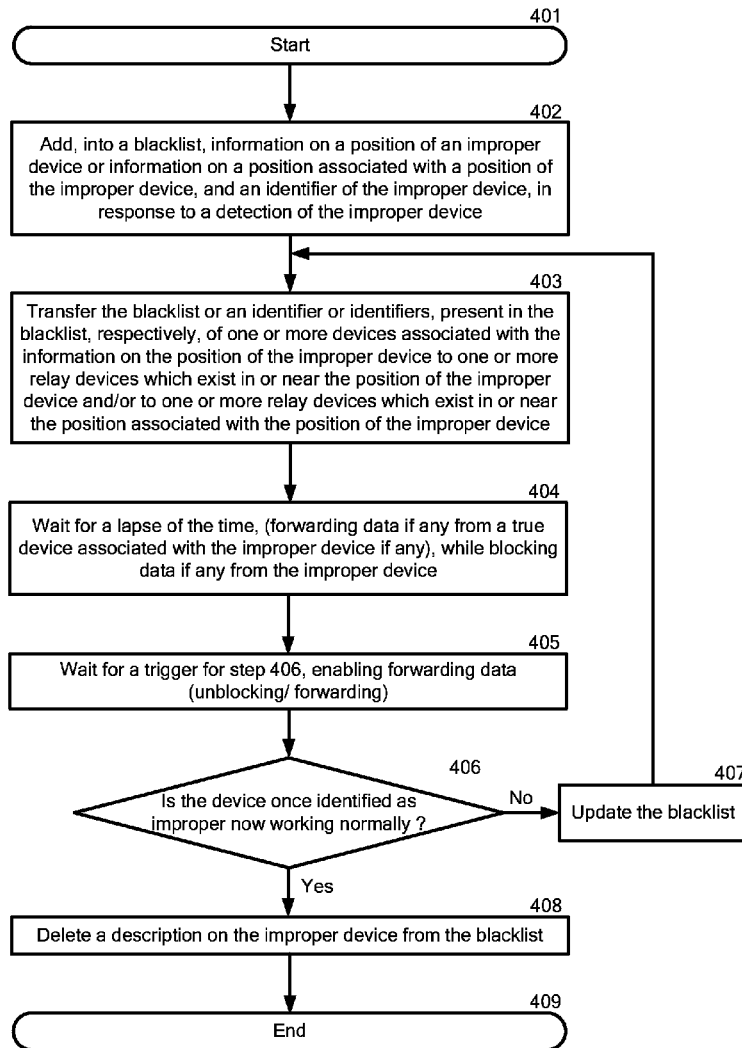 401
Start
402
Add, into a blacklist, information on a position of an improper
device or information on a position associated with a position of
the improper device, and an identifier of the improper device, in
response to a detection of the improper device
403
Transfer the blacklist or an identifier or identifiers, present in the
blacklist, respectively, of one or more devices associated with the
information on the position of the improper device to one or more
relay devices which exist in or near the position of the improper
device and/or to one or more relay devices which exist in or near
the position associated with the position of the improper device
404
Wait for a lapse of the time, (forwarding data if any from a true
device associated with the improper device if any), while blocking
data if any from the improper device
405
Wait for a trigger for step 406, enabling forwarding data
(unblocking/ forwarding)
406
Is the device once identified as
improper now working normally ?
No
407
Update the blacklist
Yes
408
Delete a description on the improper device from the blacklist
409
End